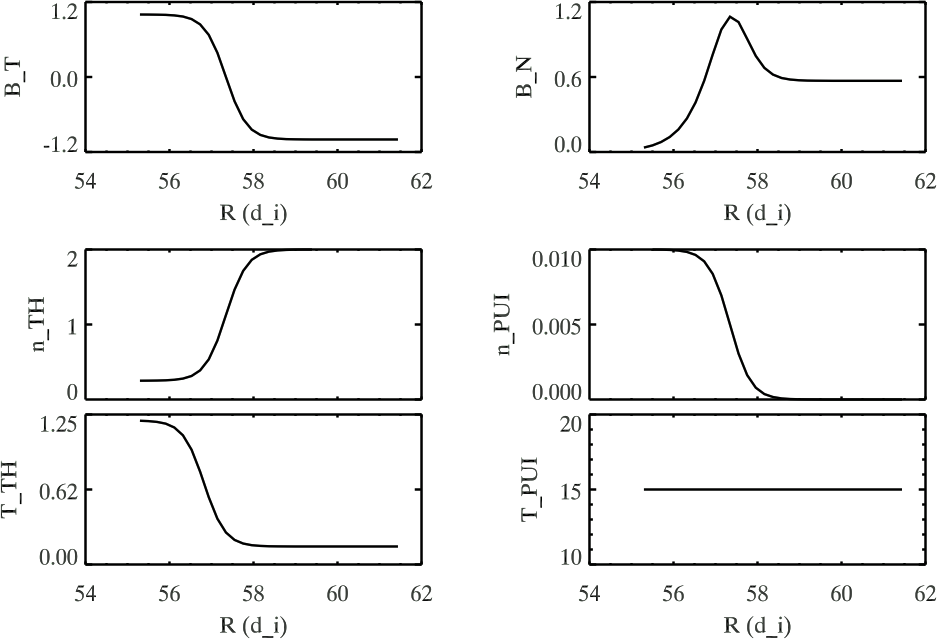 B_T
1.2
0.0
-1.2
54 56 58 60 62
R (d_i)
B_N
1.2
0.6
0.0
54 56 58 60 62
R (d_i)
n_TH
2
1
0
n_PUI
0.010
0.005
0.000
T_TH
1.25
0.62
0.00
54 56 58 60 62
R (d_i)
T_PUI
20
15
10
54 56 58 60 62
R (d_i)